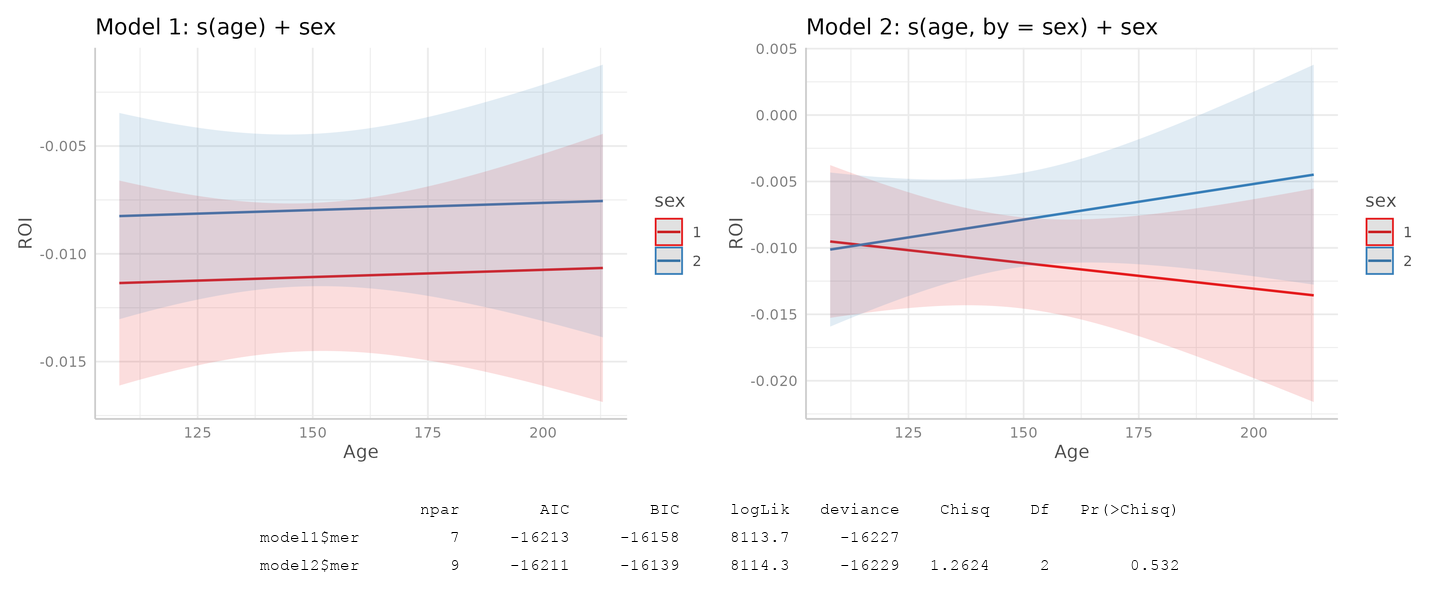 Model 1: s(age) + sex
-0.005
-0.010
-0.015
ROI
125 150 175 200
Age
sex
1
2
Model 2: s(age, by = sex) + sex
0.005
0.000
-0.005
-0.010
-0.015
-0.020
ROI
125 150 175 200
Age
sex
1
2
npar AIC BIC logLik deviance Chisq Df Pr(>Chisq)
model1$mer 7 -16213 -16158 8113.7 -16227
model2$mer 9 -16211 -16139 8114.3 -16229 1.2624 2 0.532